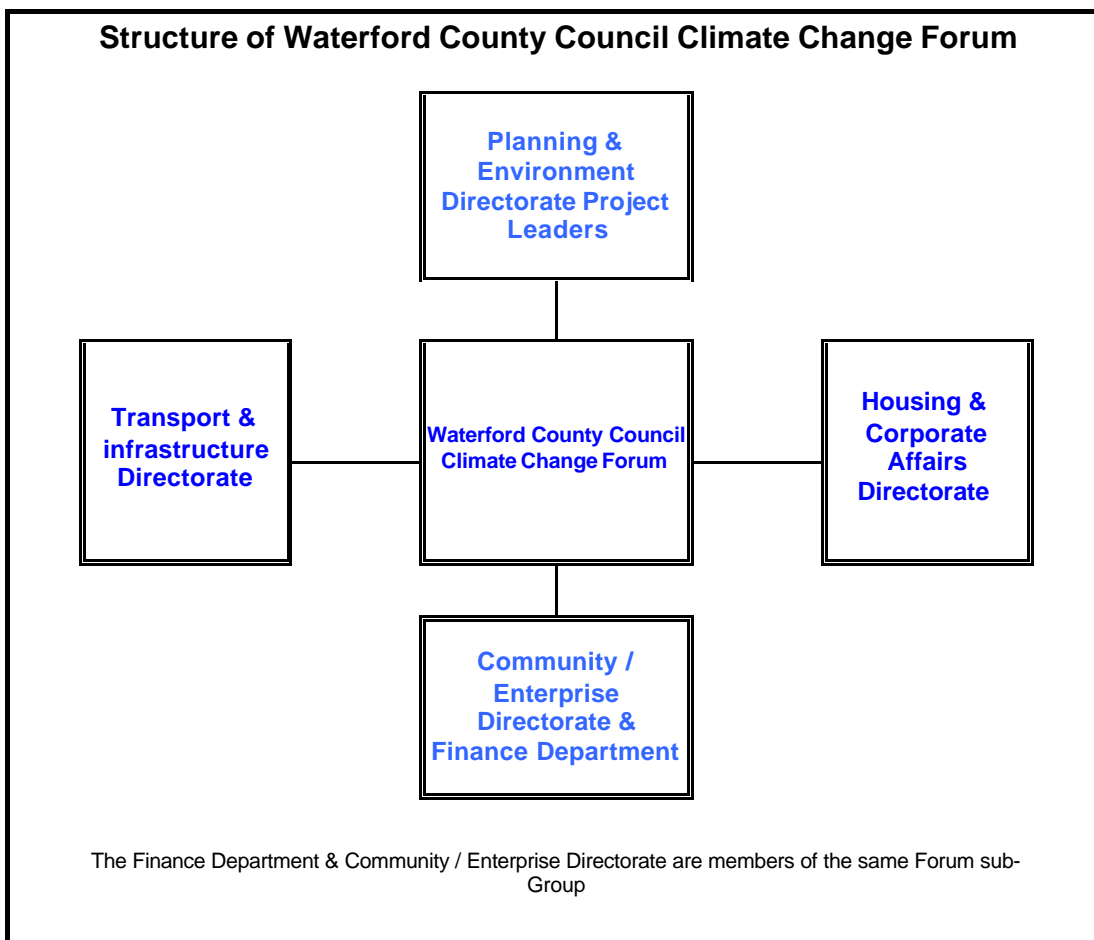 Structure of Waterford County Council Climate Change Forum
Planning &
Environment
Directorate Project
Leaders
Transport &
infrastructure
Directorate
Waterford County Council
Climate Change Forum
Housing &
Corporate
Affairs
Directorate
Community /
Enterprise
Directorate &
Finance Department
The Finance Department & Community / Enterprise Directorate are members of the same Forum sub-
Group